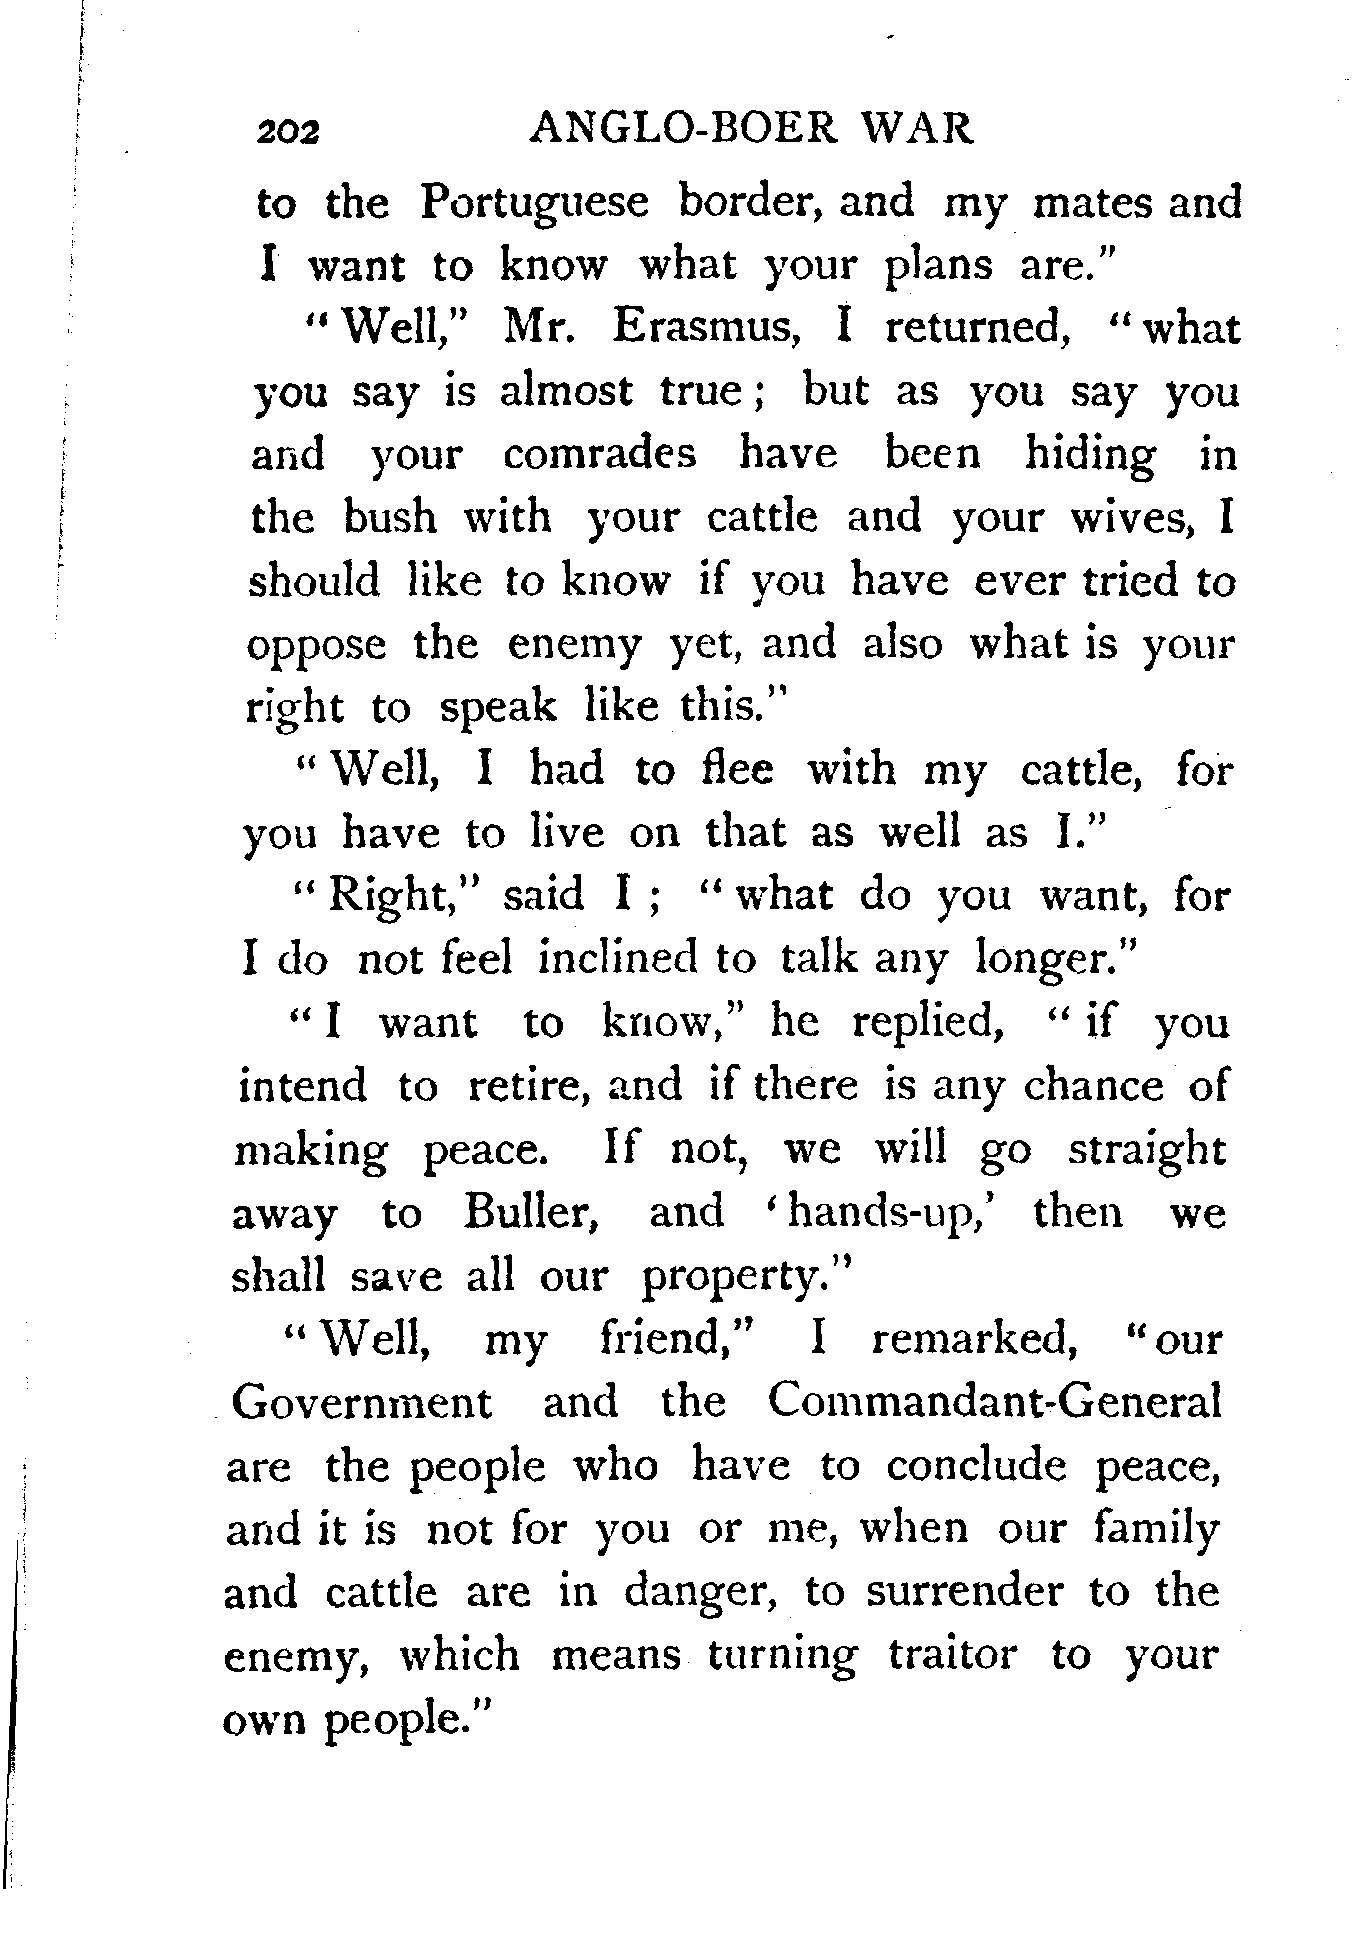 202 ANGLO-BOER WAR
to the Portuguese border, and my mates and
I want to know what your plans are."
"Well," Mr. Erasmus, I returned, "what
you say is almost true; but as you say you
and your comrades have been hiding in
the bush with your cattle and your wives, I
should like to know if you have ever tried to
oppose the enemy yet, and also what is your
right to speak like this."
"Well, I had to flee with my cattle, for
you have to live on that as well as I."
"Right," said I; "what do you want, for
I do not feel inclined to talk any longer."
"I want to know," he replied, "if you
intend to retire, and if there is any chance of
making peace. If not, we will go straight
away to Buller, and 'hands-up,' then we
shall save all our property."
"Well, my friend," I remarked, "our
Government and the Commandant-General
are the people who have to conclude peace,
and it is not for you or me, when our family
and cattle are in danger, to surrender to the
enemy, which means turning traitor to your
own people."